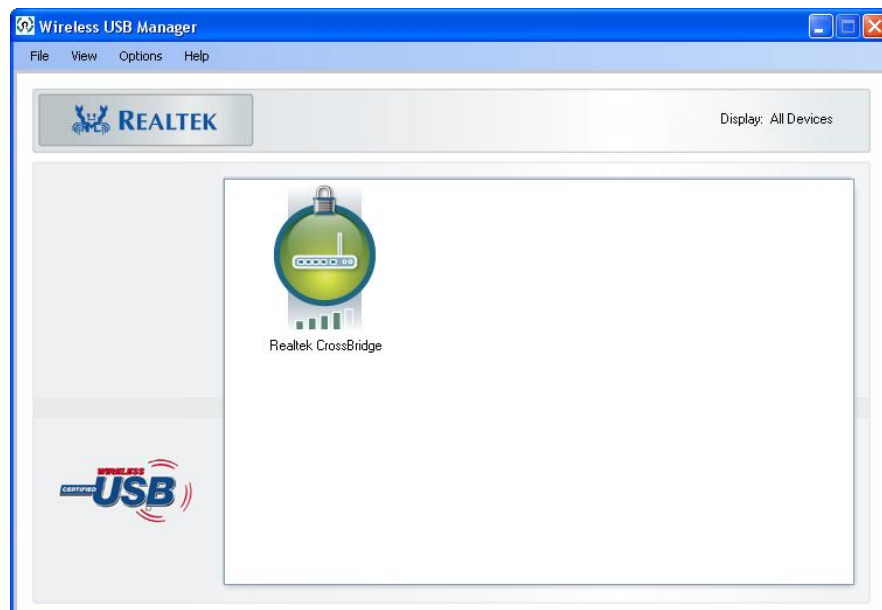 Wireless USB Manager
File View Options Help
REALTEK
Display: All Devices
Realtek CrossBridge
WIRELESS
CERTIFIED USB